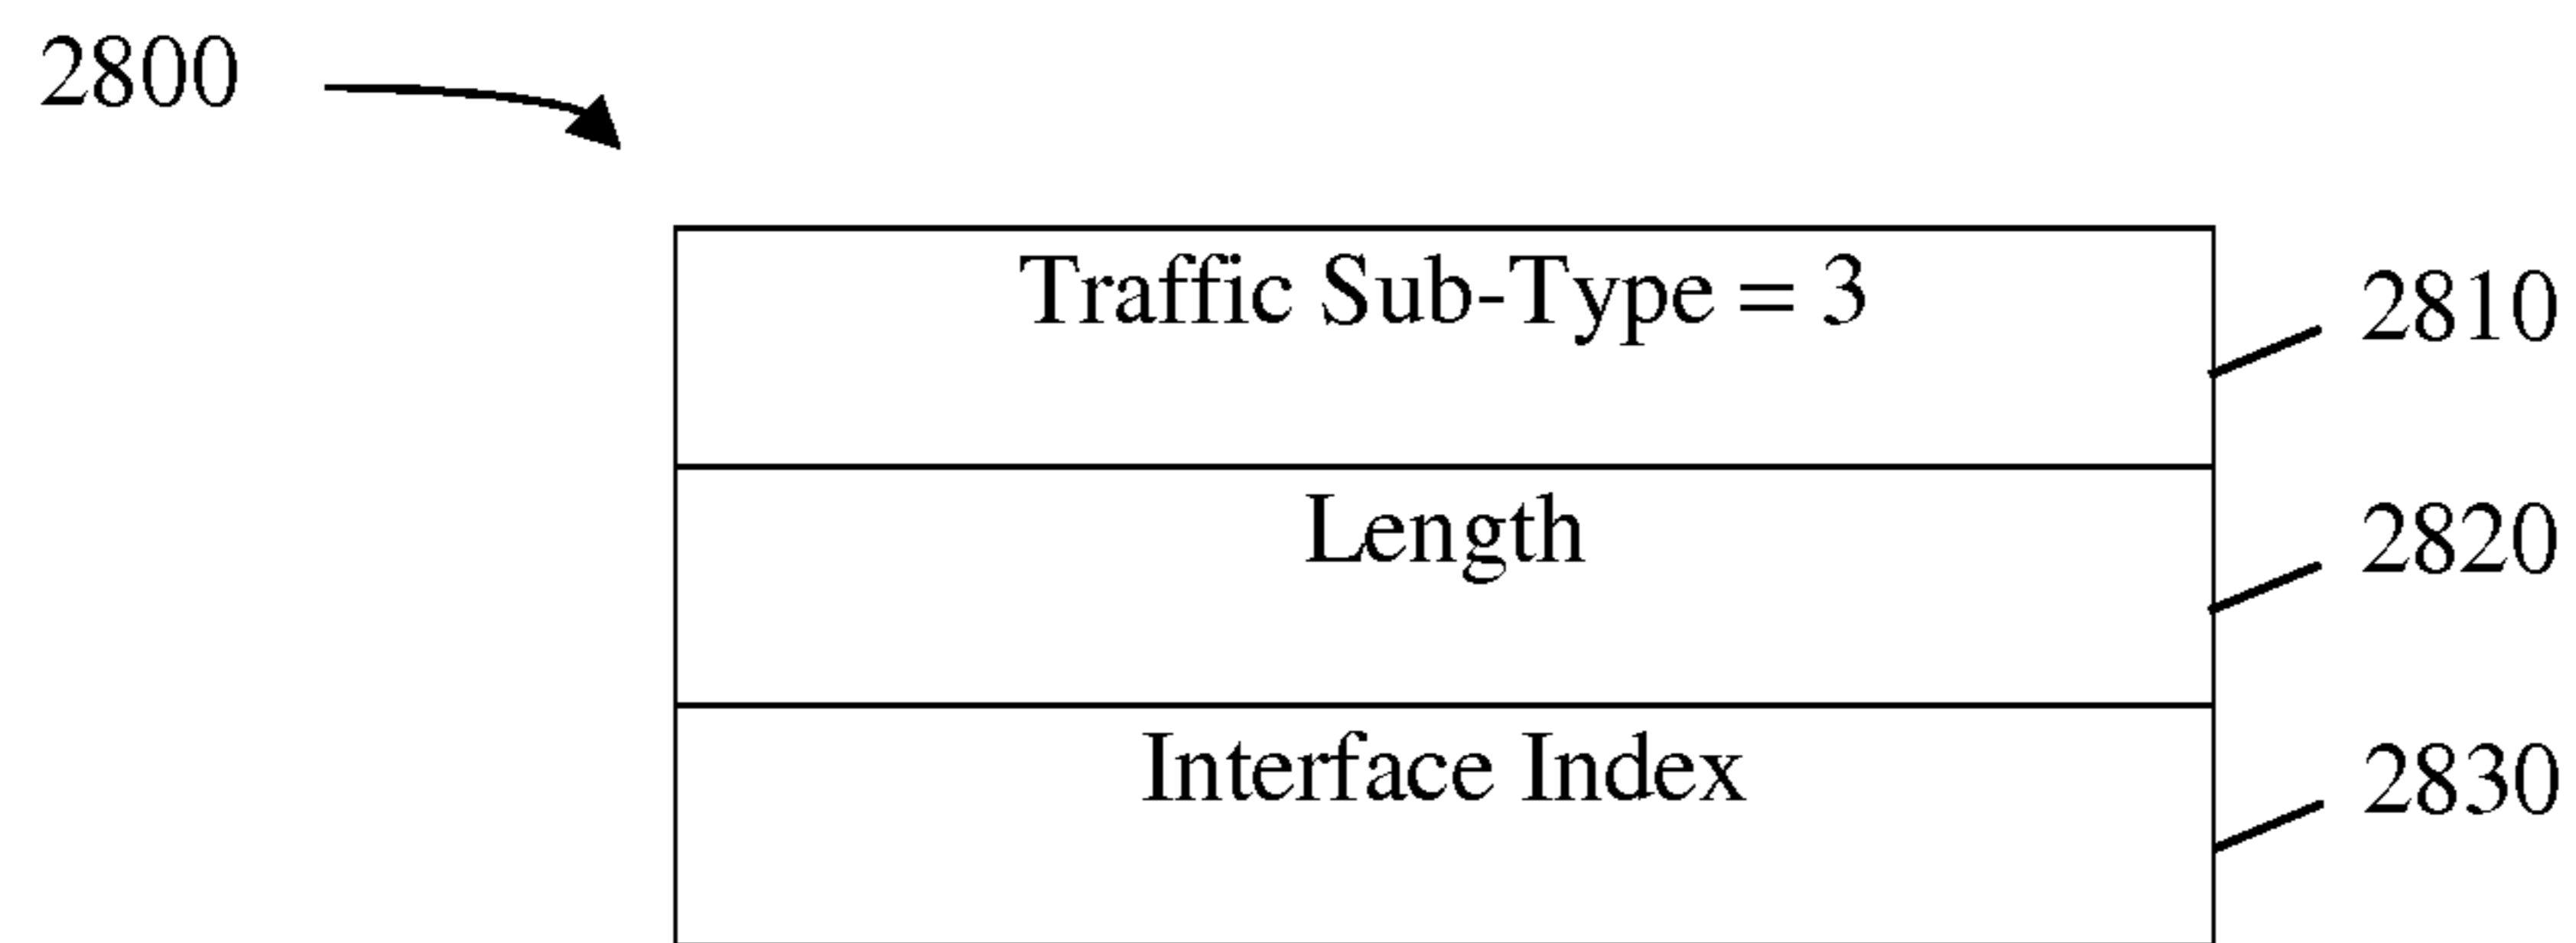 2800
Traffic Sub-Type = 3
2810
Length
2820
Interface Index
2830